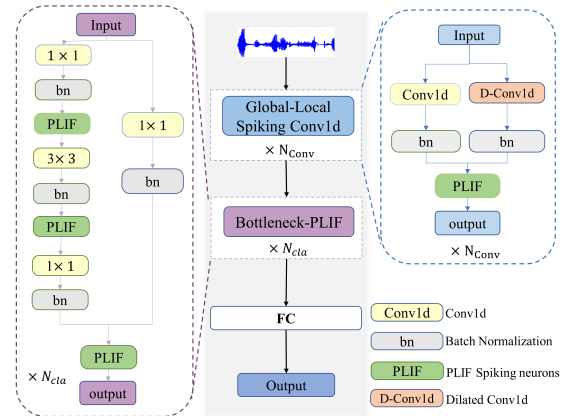 Input
1 × 1
bn
PLIF
3 × 3
bn
PLIF
1 × 1
bn
1 × 1
bn
PLIF
× N_cla
output
Global-Local
Spiking Conv1d
× N_Conv
Bottleneck-PLIF
× N_cla
FC
Output
Input
Conv1d
D-Conv1d
bn
bn
PLIF
output
× N_Conv
Conv1d Conv1d
bn Batch Normalization
PLIF PLIF Spiking neurons
D-Conv1d Dilated Conv1d